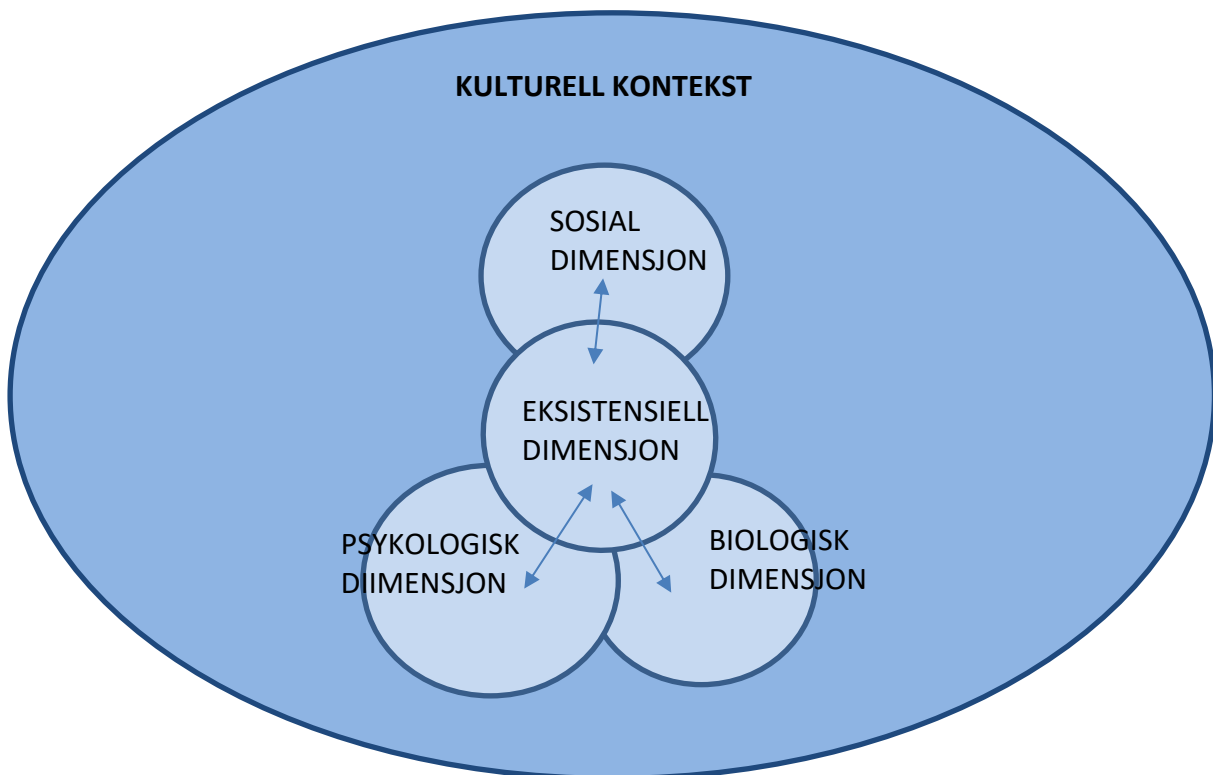 KULTURELL KONTEKST
SOSIAL
DIMENSJON
EKSISTENSIELL
DIMENSJON
PSYKOLOGISK
DIIMENSJON
BIOLOGISK
DIMENSJON